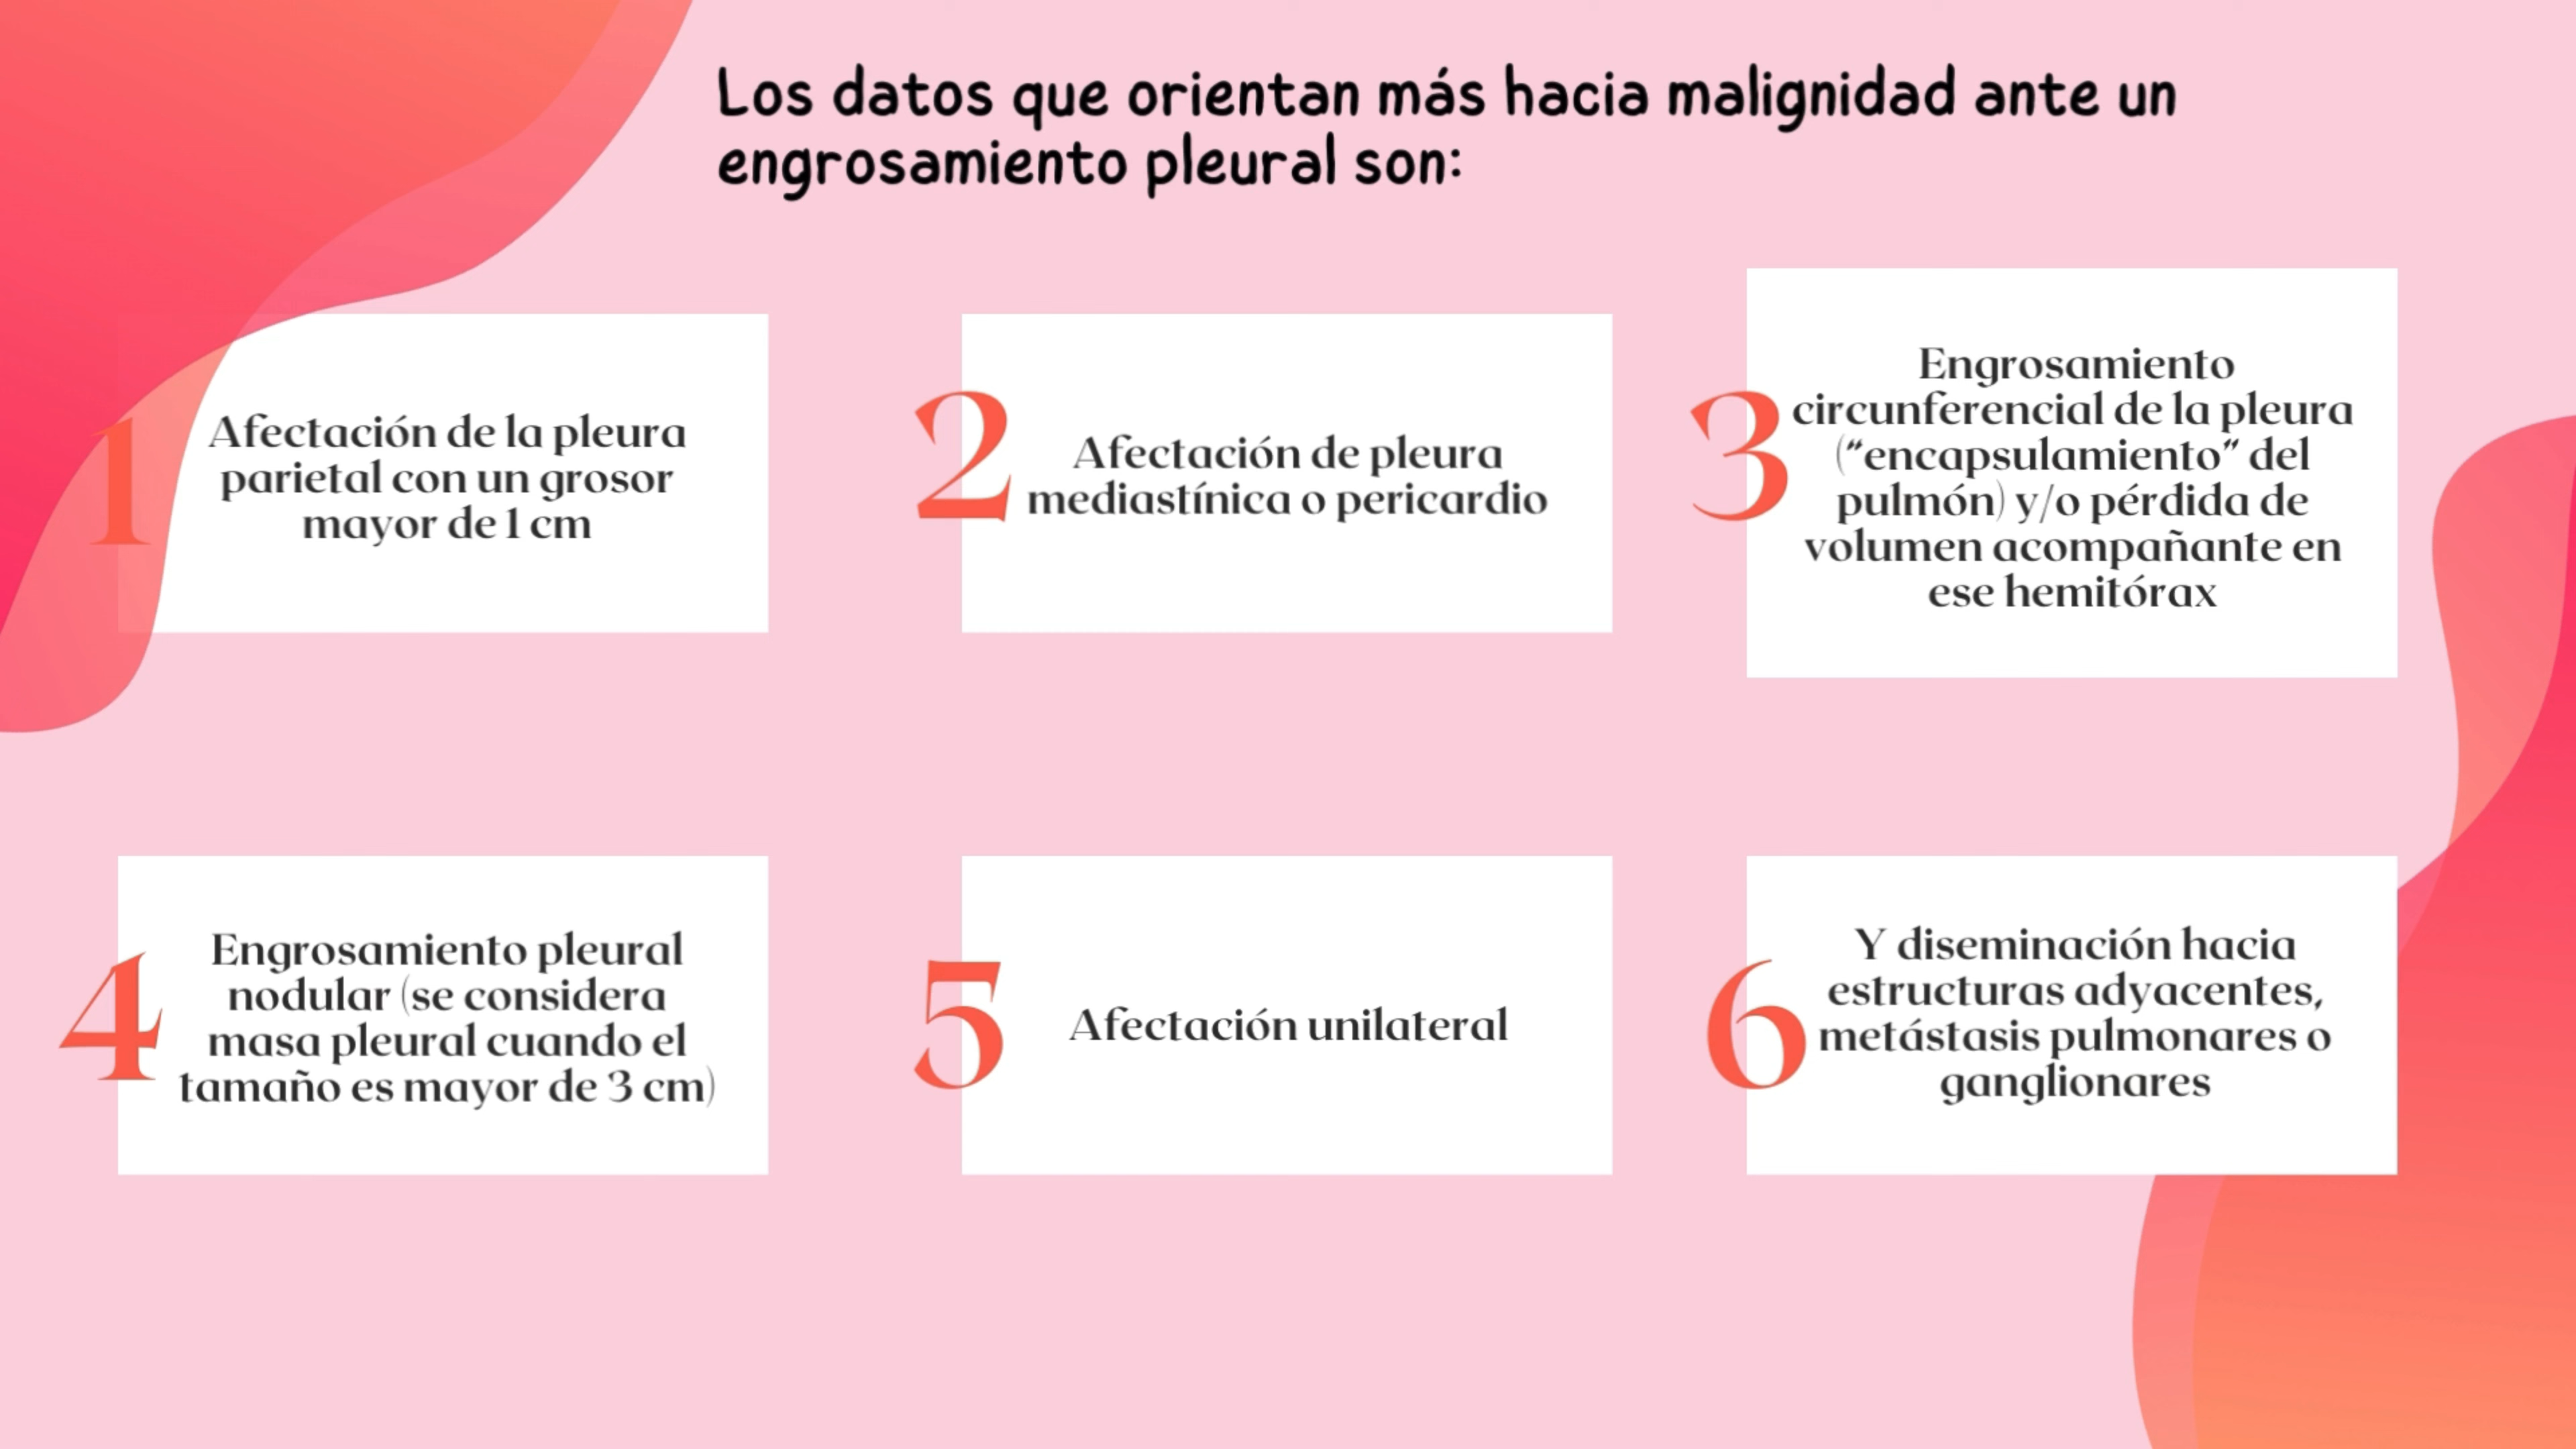 Los datos que orientan más hacia malignidad ante un
engrosamiento pleural son:
1
Afectación de la pleura
parietal con un grosor
mayor de 1 cm
2
Afectación de pleura
mediastínica o pericardio
3
Engrosamiento
circunferencial de la pleura
(“encapsulamiento” del
pulmón) y/o pérdida de
volumen acompañante en
ese hemitórax
4
Engrosamiento pleural
nodular (se considera
masa pleural cuando el
tamaño es mayor de 3 cm)
5
Afectación unilateral
6
Y diseminación hacia
estructuras adyacentes,
metástasis pulmonares o
ganglionares